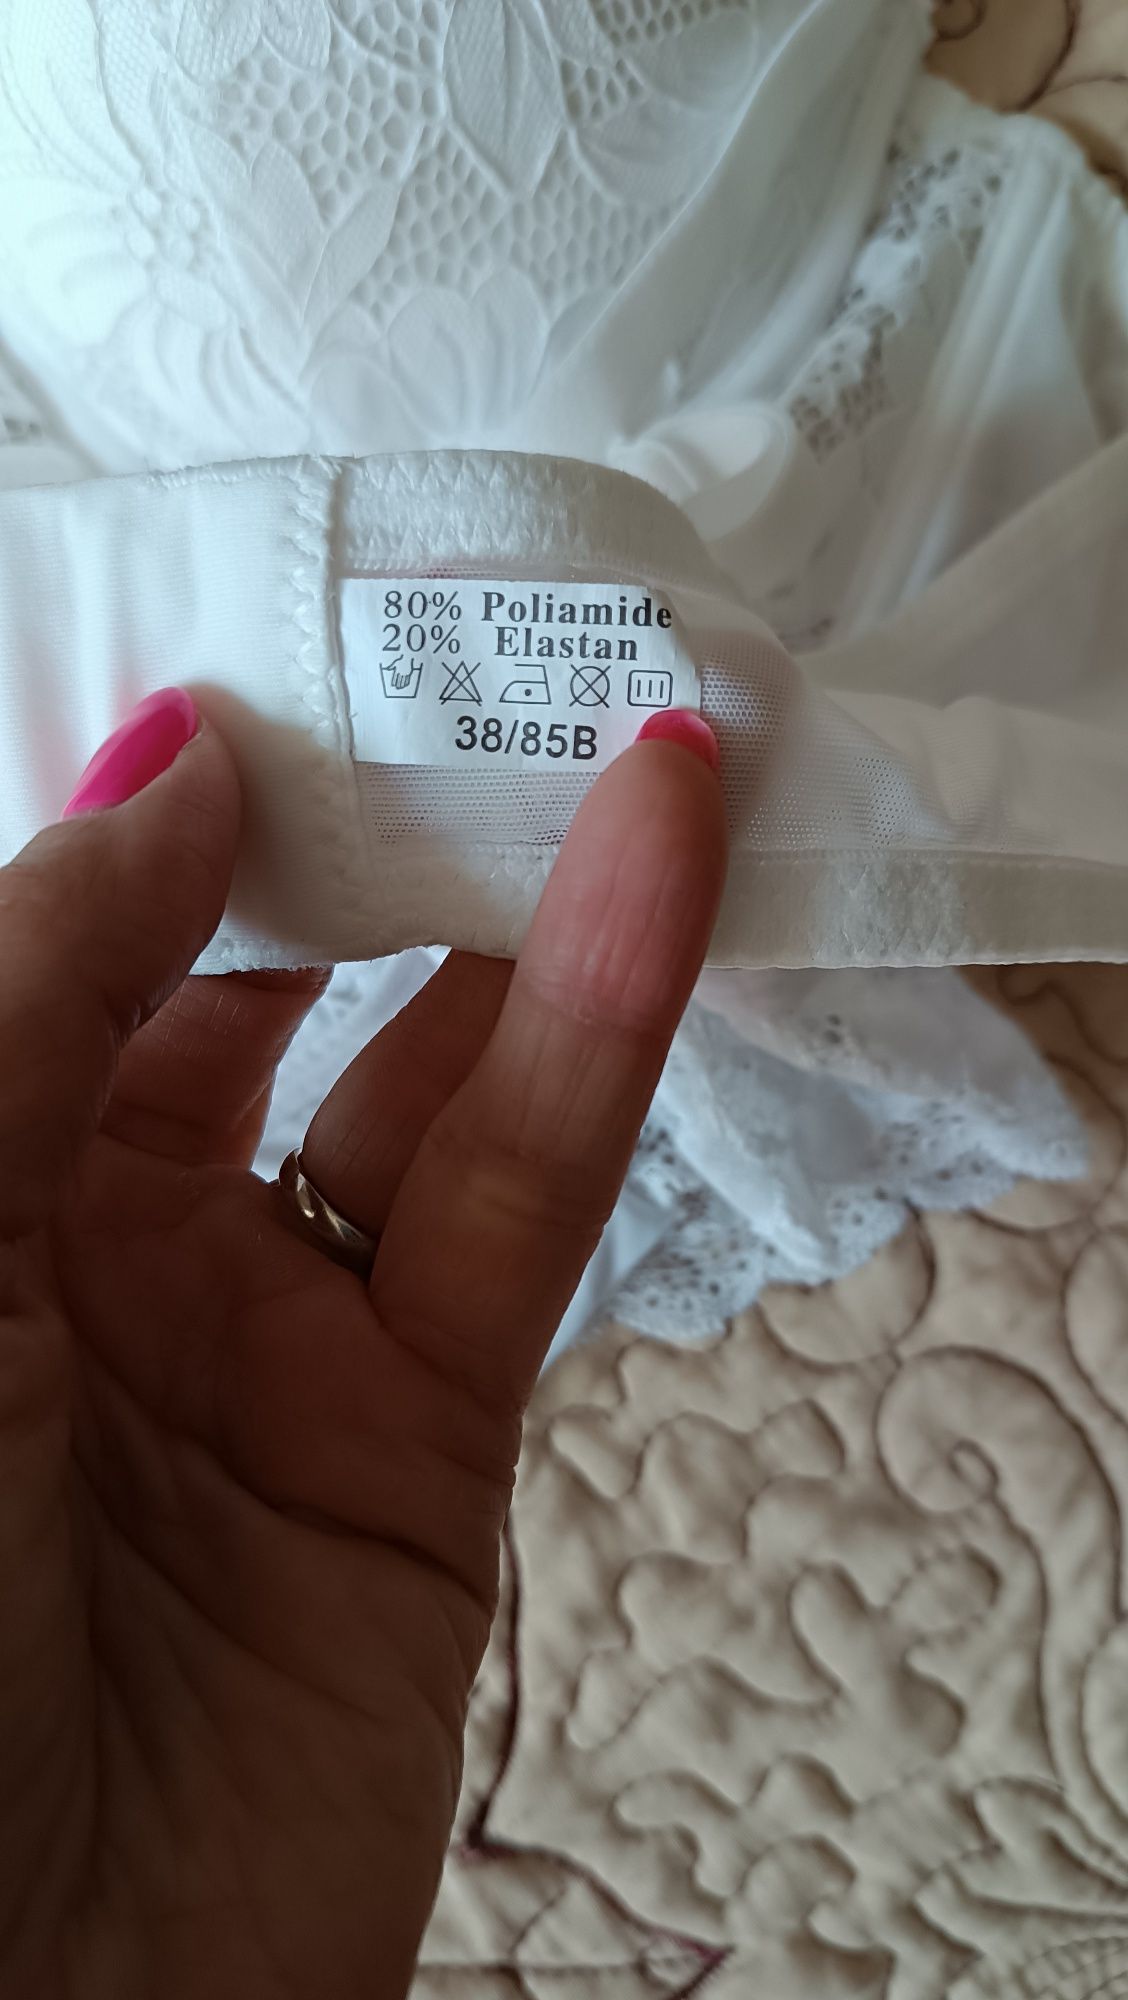 80% Poliamide
20% Elastan
38/85B